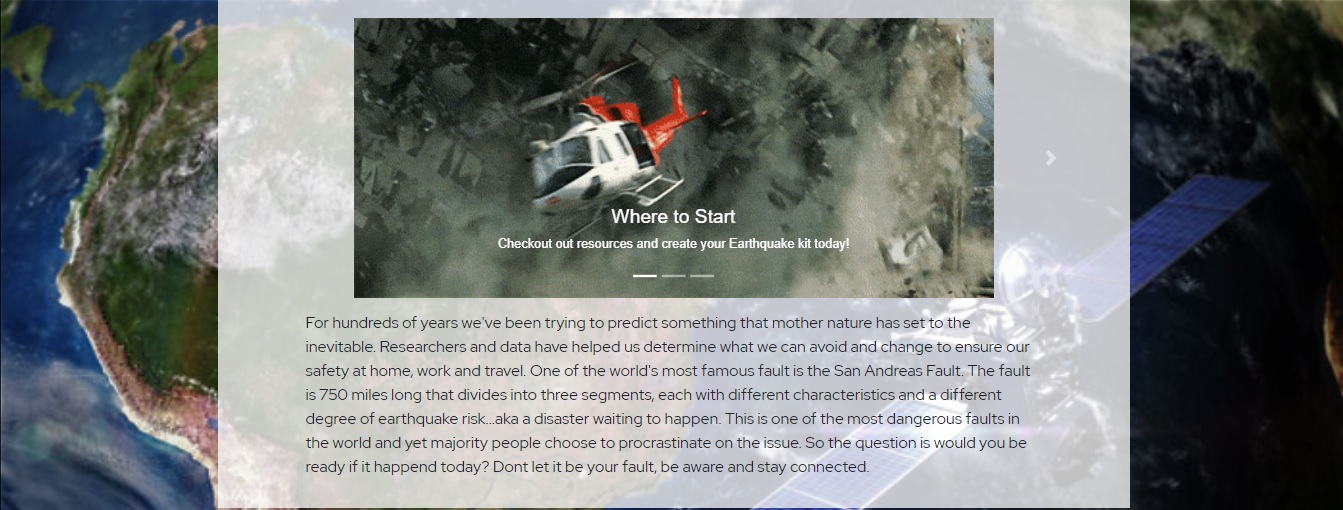 Where to Start
Checkout out resources and create your Earthquake kit today!
For hundreds of years we've been trying to predict something that mother nature has set to the
inevitable. Researchers and data have helped us determine what we can avoid and change to ensure our
safety at home, work and travel. One of the world's most famous fault is the San Andreas Fault. The fault
is 750 miles long that divides into three segments, each with different characteristics and a different
degree of earthquake risk...aka a disaster waiting to happen. This is one of the most dangerous faults in
the world and yet majority people choose to procrastinate on the issue. So the question is would you be
ready if it happend today? Dont let it be your fault, be aware and stay connected.